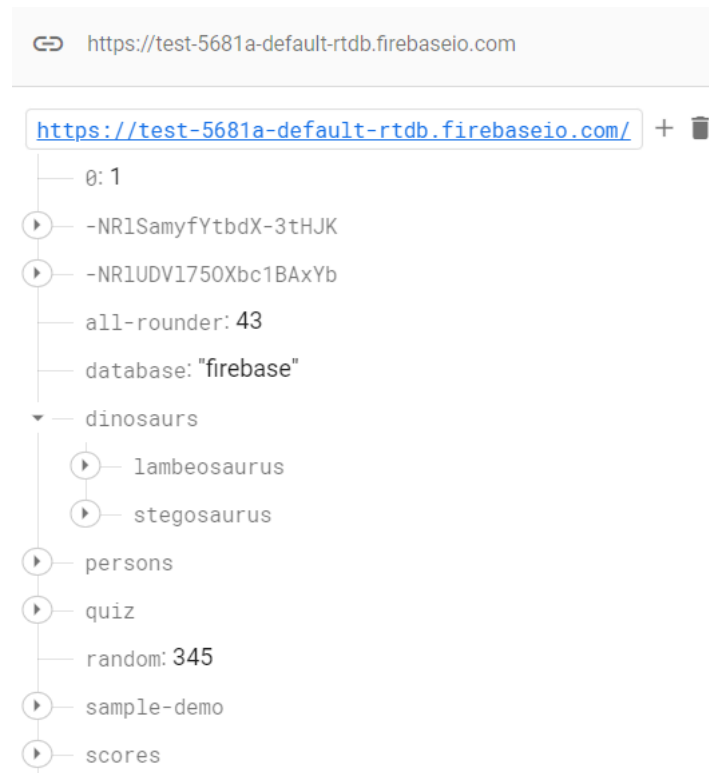 https://test-5681a-default-rtdb.firebaseio.com
https://test-5681a-default-rtdb.firebaseio.com/
0: 1
-NRlSamyfYtbdX-3tHJK
-NRlUDVl75OXbc1BAxYb
all-rounder: 43
database: "firebase"
dinosaurs
lambeosaurus
stegosaurus
persons
quiz
random: 345
sample-demo
scores